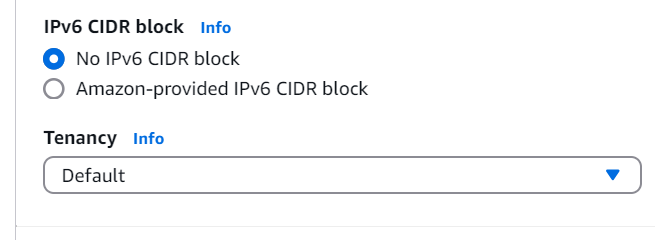 IPv6 CIDR block Info
No IPv6 CIDR block
Amazon-provided IPv6 CIDR block
Tenancy Info
Default